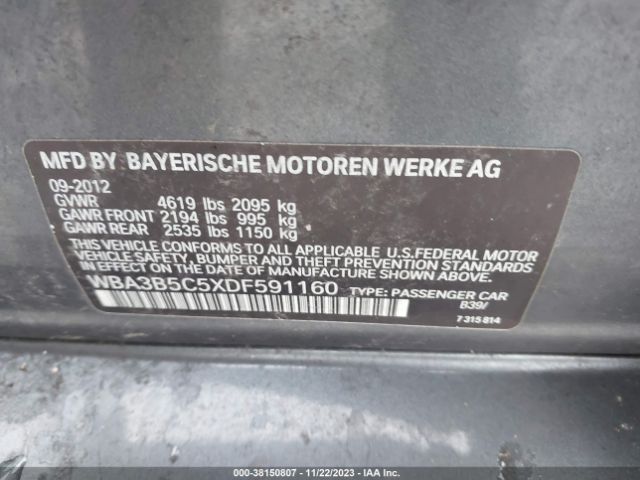 MFD BY BAYERISCHE MOTOREN WERKE AG
09-2012
GVWR 4619 lbs 2095 kg
GAWR FRONT 2194 lbs 995 kg
GAWR REAR 2535 lbs 1150 kg
THIS VEHICLE CONFORMS TO ALL APPLICABLE U.S.FEDERAL MOTOR
VEHICLE SAFETY, BUMPER AND THEFT PREVENTION STANDARDS
IN EFFECT ON THE DATE OF MANUFACTURE SHOWN ABOVE.
WBA3B5C5XDF591160 TYPE: PASSENGER CAR
B39/
7 315 814
000-38150807 - 11/22/2023 - IAA Inc.